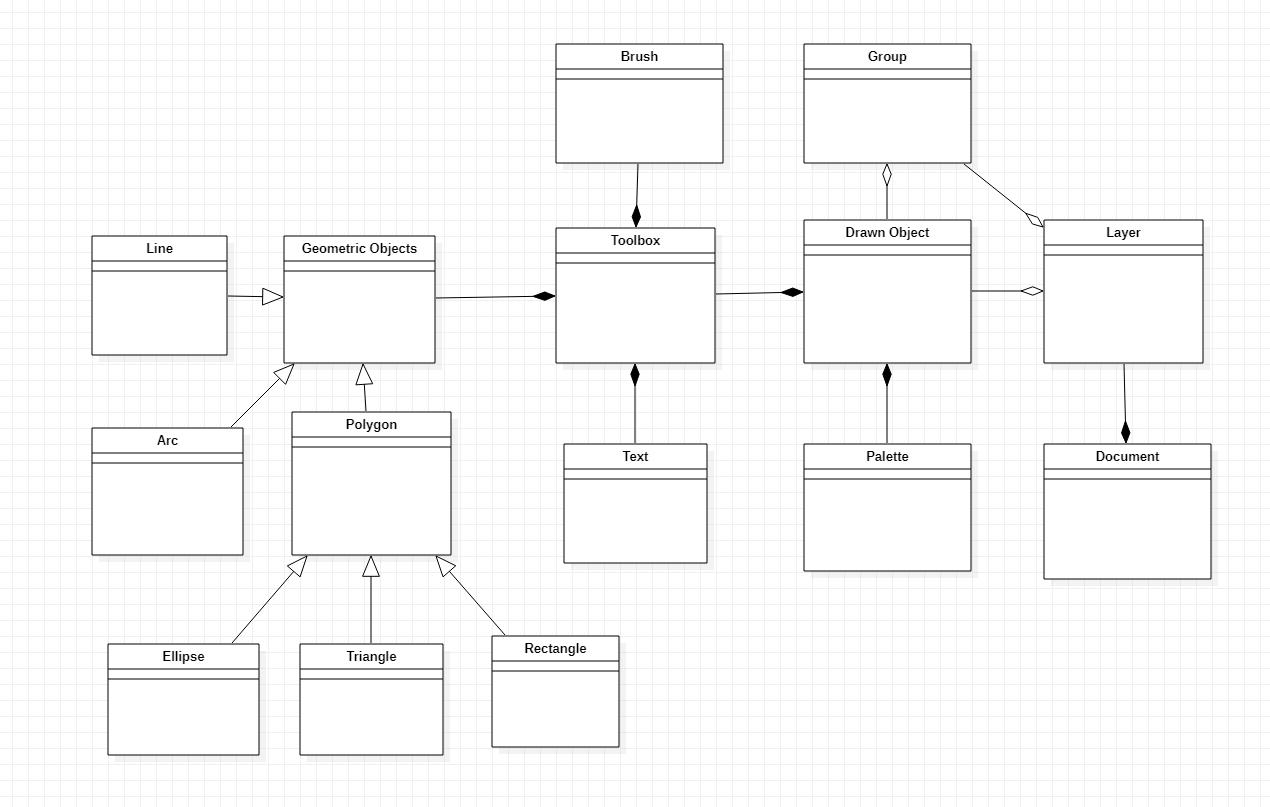 Brush
Group
Line
Geometric Objects
Toolbox
Drawn Object
Layer
Arc
Polygon
Text
Palette
Document
Ellipse
Triangle
Rectangle